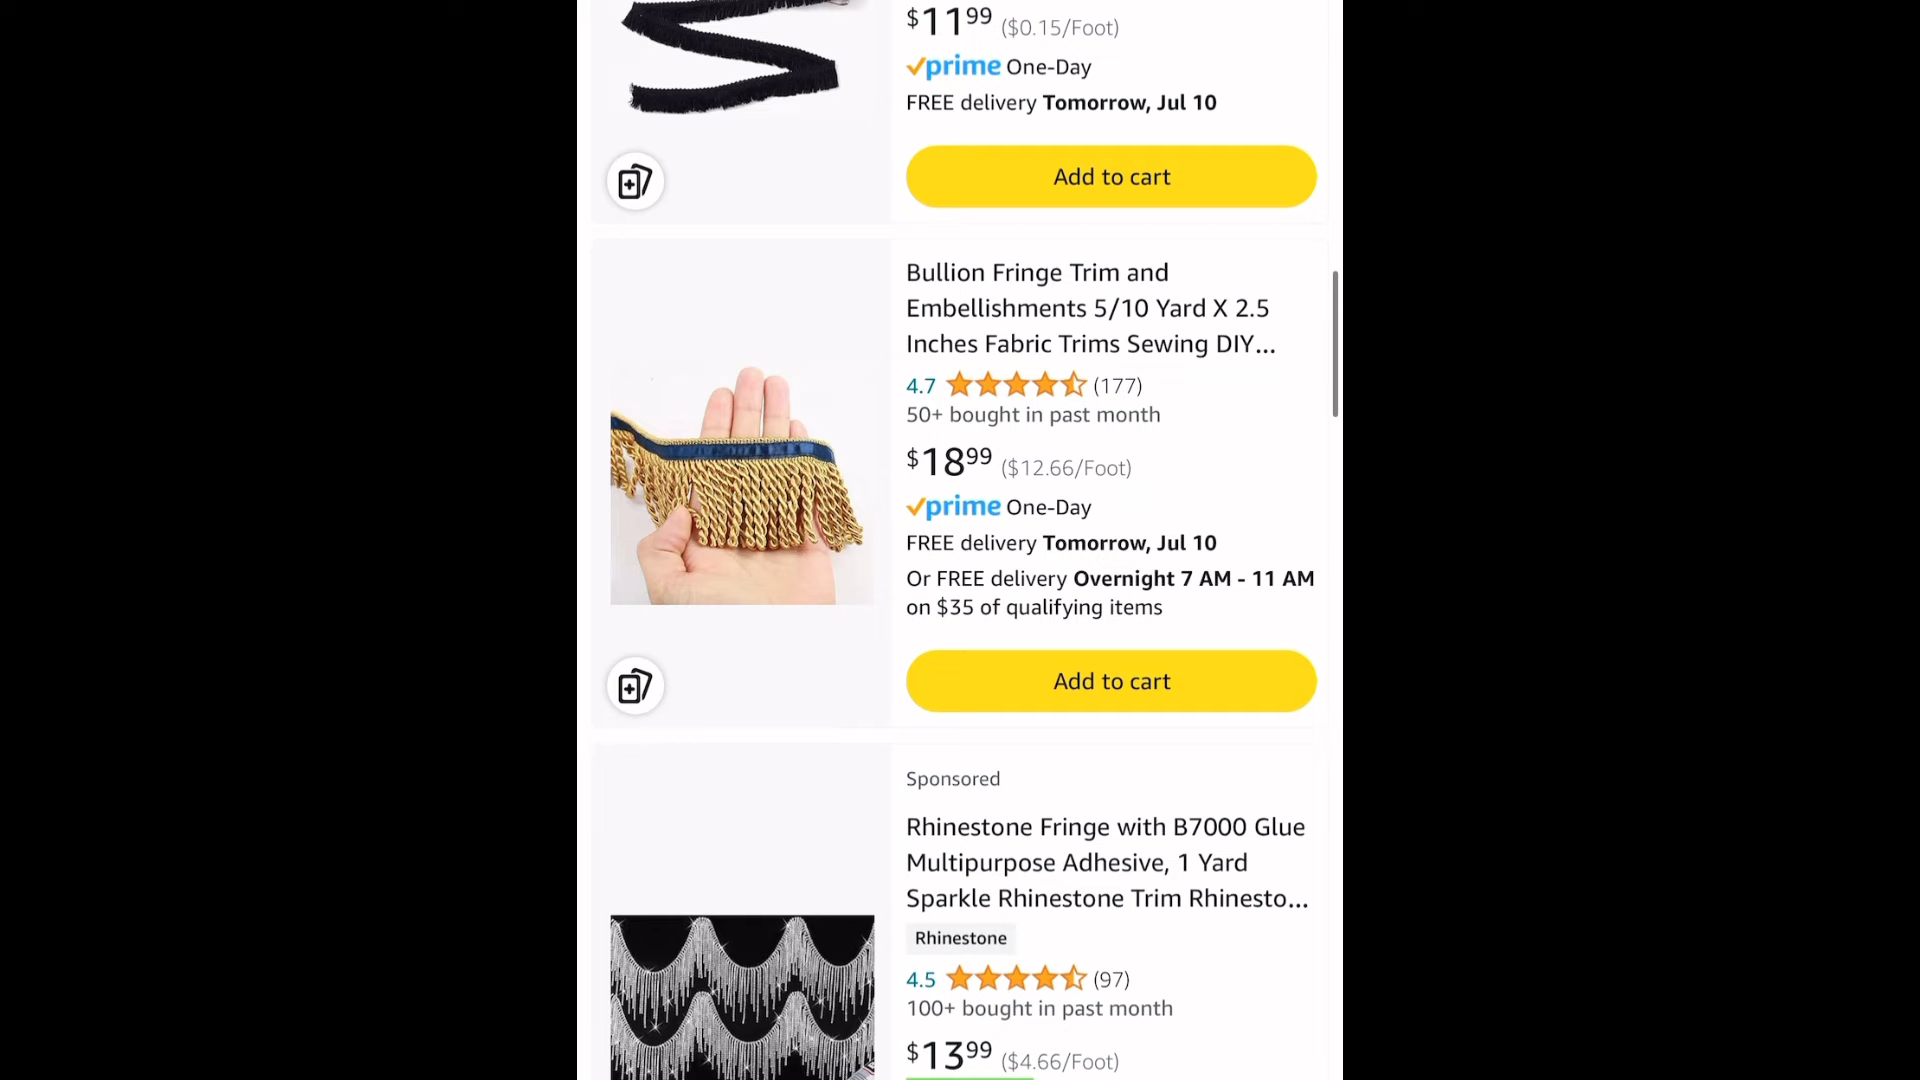 $11.99 ($0.15/Foot)
prime One-Day
FREE delivery Tomorrow, Jul 10
Add to cart
Bullion Fringe Trim and
Embellishments 5/10 Yard X 2.5
Inches Fabric Trims Sewing DIY...
4.7 (177)
50+ bought in past month
$18.99 ($12.66/Foot)
prime One-Day
FREE delivery Tomorrow, Jul 10
Or FREE delivery Overnight 7 AM - 11 AM
on $35 of qualifying items
Add to cart
Sponsored
Rhinestone Fringe with B7000 Glue
Multipurpose Adhesive, 1 Yard
Sparkle Rhinestone Trim Rhinesto...
Rhinestone
4.5 (97)
100+ bought in past month
$13.99 ($4.66/Foot)